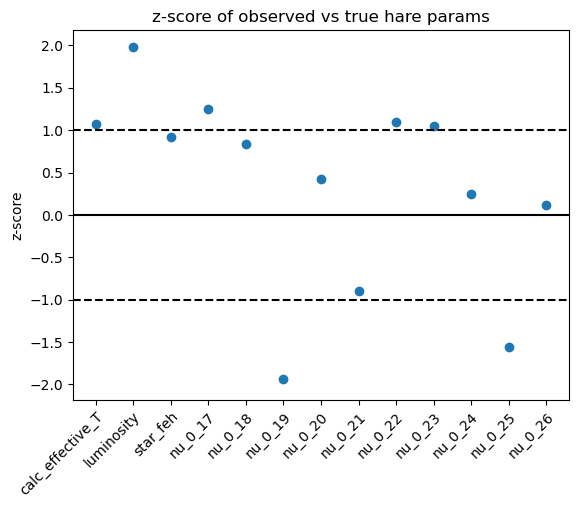 z-score of observed vs true hare params
2.0
1.5
1.0
0.5
0.0
−0.5
−1.0
−1.5
−2.0
z-score
calc_effective_T
luminosity
star_feh
nu_0_17
nu_0_18
nu_0_19
nu_0_20
nu_0_21
nu_0_22
nu_0_23
nu_0_24
nu_0_25
nu_0_26